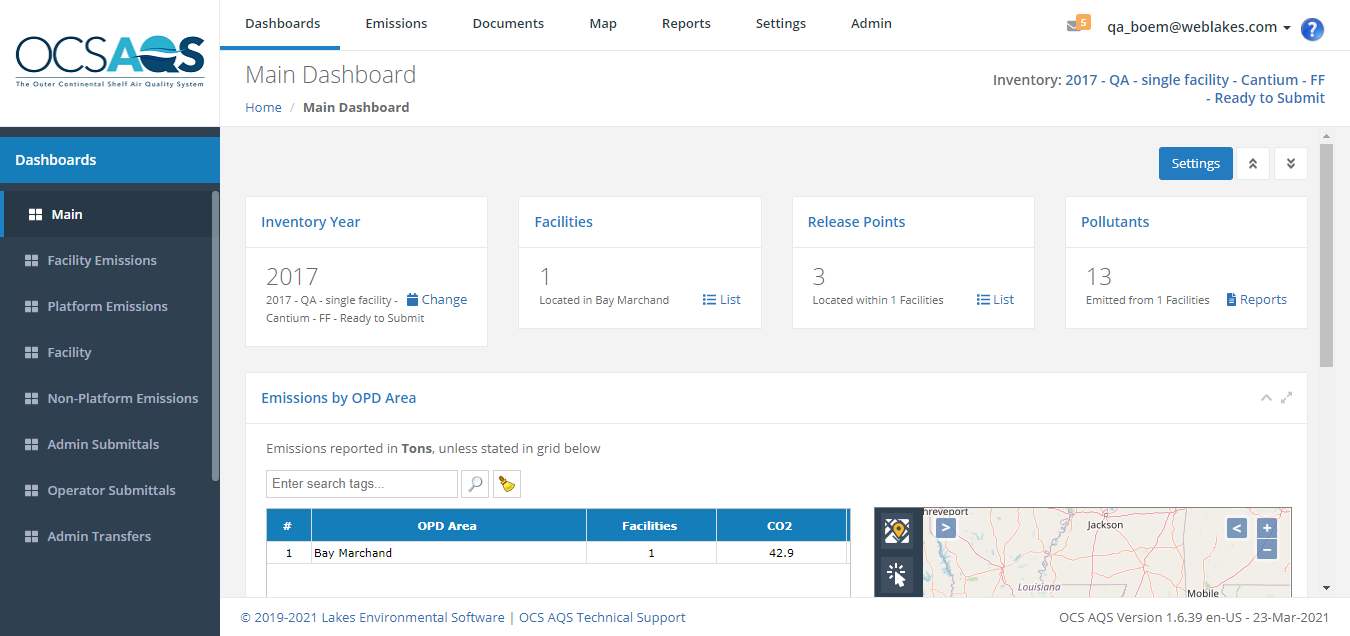 OCSAQS
The Outer Continental Shelf Air Quality System
Dashboards
Emissions
Documents
Map
Reports
Settings
Admin
5
qa_boem@weblakes.com
?
Main Dashboard
Home / Main Dashboard
Inventory: 2017 - QA - single facility - Cantium - FF
- Ready to Submit
Dashboards
Main
Facility Emissions
Platform Emissions
Facility
Non-Platform Emissions
Admin Submittals
Operator Submittals
Admin Transfers
Settings
Inventory Year
2017
2017 - QA - single facility -
Cantium - FF - Ready to Submit
Change
Facilities
1
Located in Bay Marchand
List
Release Points
3
Located within 1 Facilities
List
Pollutants
13
Emitted from 1 Facilities
Reports
Emissions by OPD Area
Emissions reported in Tons, unless stated in grid below
Enter search tags...
# OPD Area Facilities CO2
1 Bay Marchand 1 42.9
hreveport
Jackson
Louisiana
Mobile
>
<
+
−
© 2019-2021 Lakes Environmental Software | OCS AQS Technical Support
OCS AQS Version 1.6.39 en-US - 23-Mar-2021